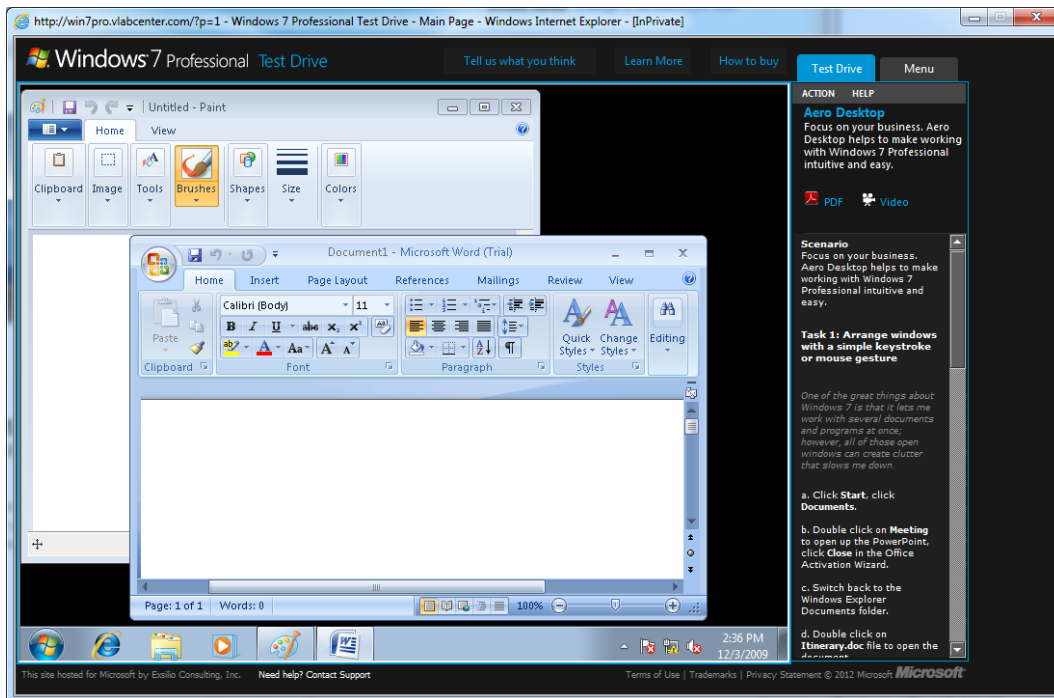 http://win7pro.vlabcenter.com/?p=1 - Windows 7 Professional Test Drive - Main Page - Windows Internet Explorer - [InPrivate]
Windows 7 Professional Test Drive
Tell us what you think
Learn More
How to buy
Test Drive
Menu
Untitled - Paint
Home
View
Clipboard
Image
Tools
Brushes
Shapes
Size
Colors
Document1 - Microsoft Word (Trial)
Home
Insert
Page Layout
References
Mailings
Review
View
Paste
Calibri (Body)
11
B I U abe x₂ x²
ab A Aa A A
Quick Styles
Change Styles
Editing
Clipboard
Font
Paragraph
Styles
Page: 1 of 1
Words: 0
100%
2:36 PM
12/3/2009
ACTION
HELP
Aero Desktop
Focus on your business. Aero
Desktop helps to make working
with Windows 7 Professional
intuitive and easy.
PDF
Video
Scenario
Focus on your business.
Aero Desktop helps to make
working with Windows 7
Professional intuitive and
easy.
Task 1: Arrange windows
with a simple keystroke
or mouse gesture
One of the great things about
Windows 7 is that it lets me
work with several documents
and programs at once;
however, all of those open
windows can create clutter
that slows me down.
a. Click Start, click
Documents.
b. Double click on Meeting
to open up the PowerPoint,
click Close in the Office
Activation Wizard.
c. Switch back to the
Windows Explorer
Documents folder.
d. Double click on
Itinerary.doc file to open the
document
This site hosted for Microsoft by Exsilio Consulting, Inc.
Need help? Contact Support
Terms of Use | Trademarks | Privacy Statement © 2012 Microsoft Microsoft